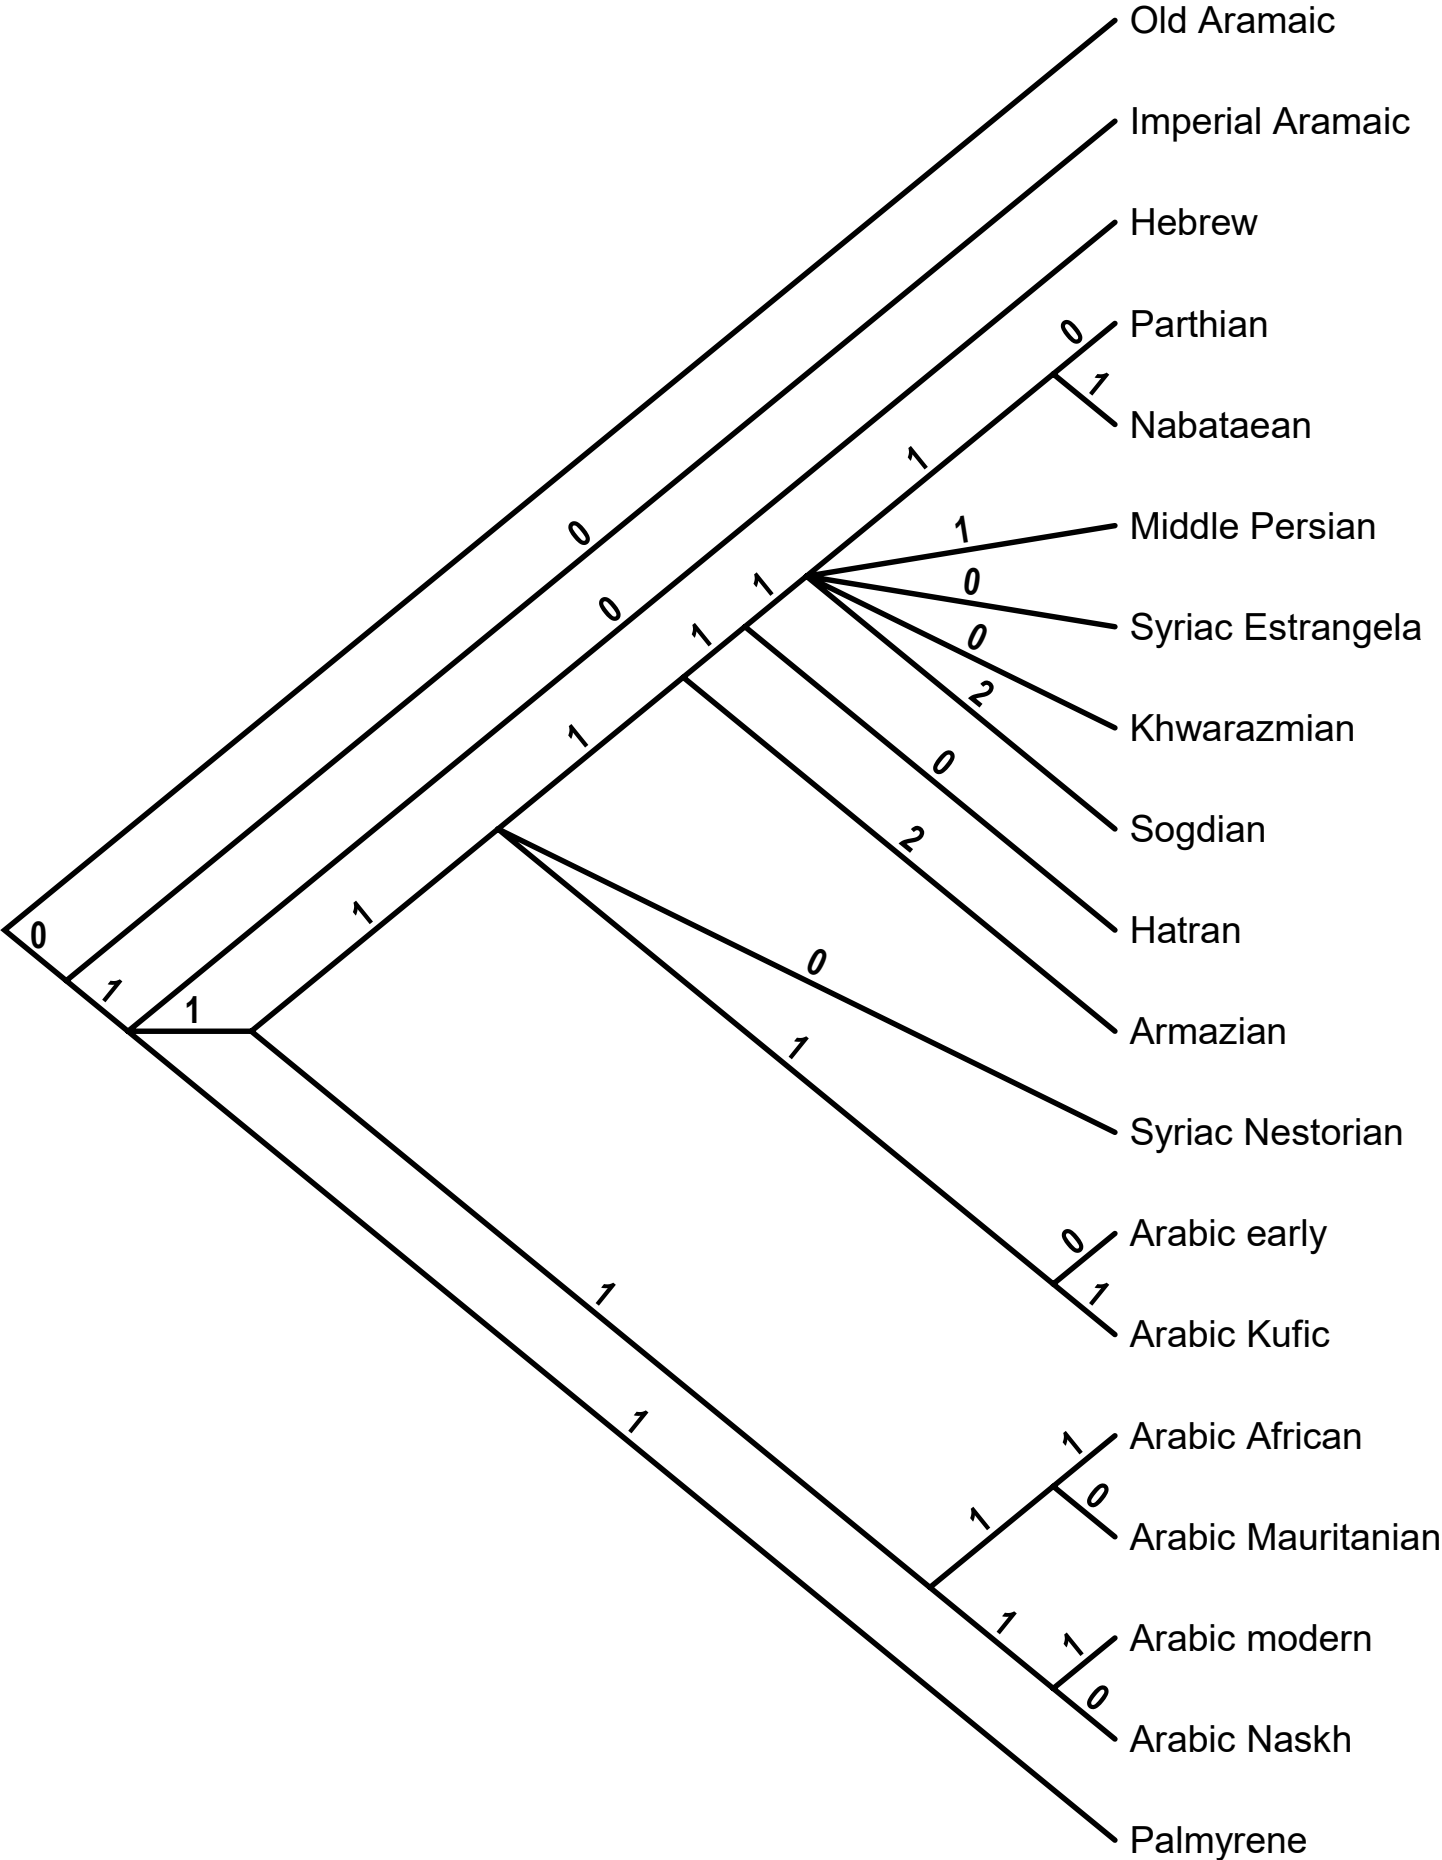 Old Aramaic
Imperial Aramaic
Hebrew
0
Parthian
1
Nabataean
1
1
Middle Persian
0
0
Syriac Estrangela
1
0
1
0
Khwarazmian
2
1
0
Sogdian
2
1
0
Hatran
0
1
1
Armazian
1
0
Syriac Nestorian
0
Arabic early
1
1
Arabic Kufic
1
1
Arabic African
0
1
Arabic Mauritanian
1
1
Arabic modern
0
Arabic Naskh
Palmyrene